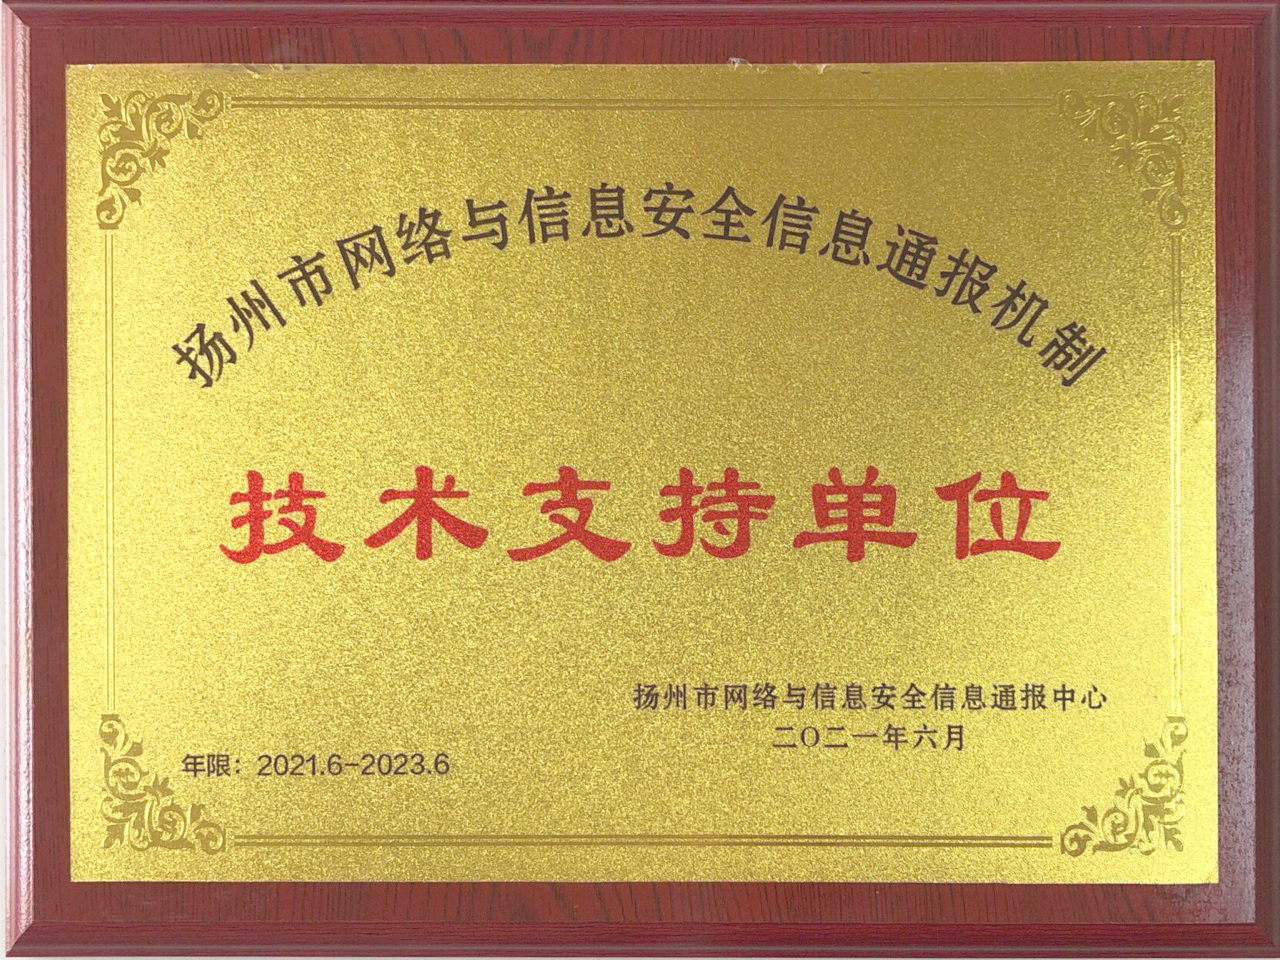 扬州市网络与信息安全信息通报机制
技术支持单位
扬州市网络与信息安全信息通报中心
二〇二一年六月
年限：2021.6-2023.6